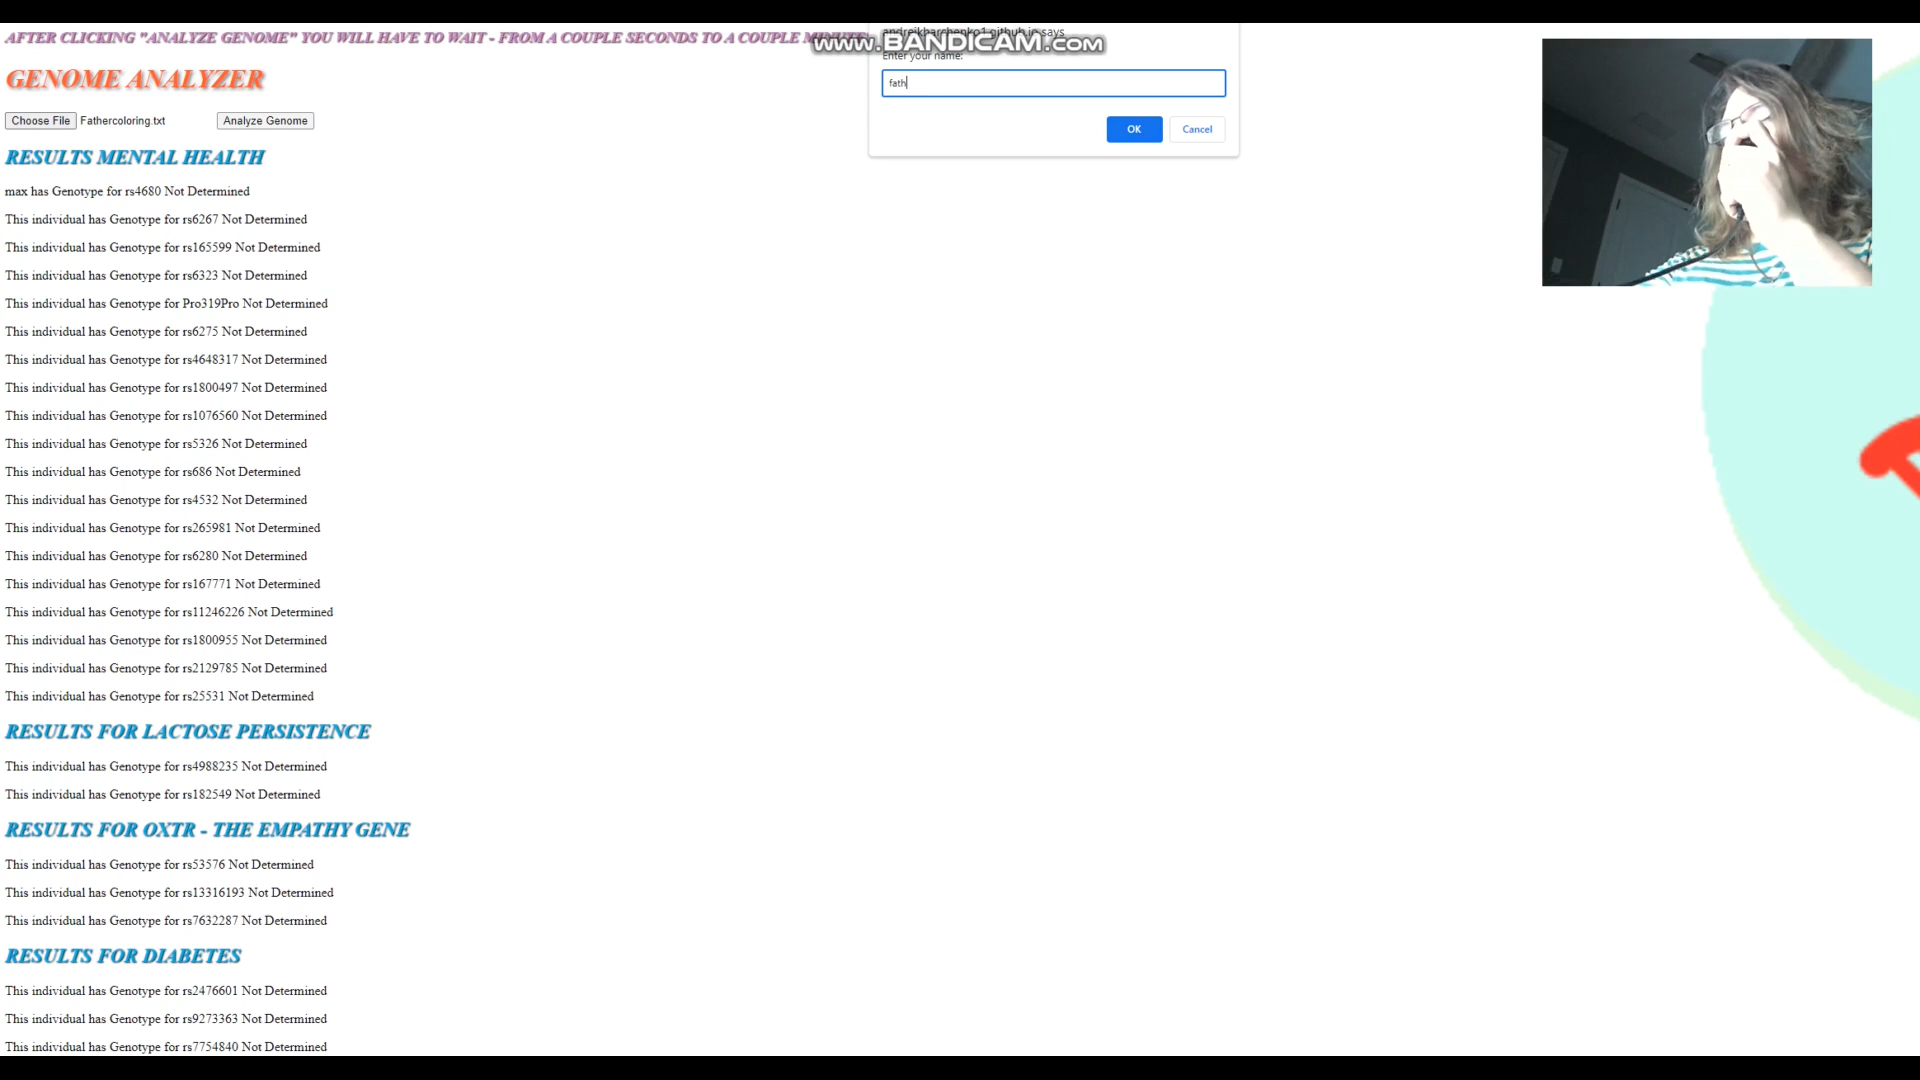 AFTER CLICKING "ANALYZE GENOME" YOU WILL HAVE TO WAIT - FROM A COUPLE SECONDS TO A COUPLE
www.BANDICAM.com
andreikharchenko1.github.io says
Enter your name:
fath
OK
Cancel
GENOME ANALYZER
Choose File
Fathercoloring.txt
Analyze Genome
RESULTS MENTAL HEALTH
max has Genotype for rs4680 Not Determined
This individual has Genotype for rs6267 Not Determined
This individual has Genotype for rs165599 Not Determined
This individual has Genotype for rs6323 Not Determined
This individual has Genotype for Pro319Pro Not Determined
This individual has Genotype for rs6275 Not Determined
This individual has Genotype for rs4648317 Not Determined
This individual has Genotype for rs1800497 Not Determined
This individual has Genotype for rs1076560 Not Determined
This individual has Genotype for rs5326 Not Determined
This individual has Genotype for rs686 Not Determined
This individual has Genotype for rs4532 Not Determined
This individual has Genotype for rs265981 Not Determined
This individual has Genotype for rs6280 Not Determined
This individual has Genotype for rs167771 Not Determined
This individual has Genotype for rs11246226 Not Determined
This individual has Genotype for rs1800955 Not Determined
This individual has Genotype for rs2129785 Not Determined
This individual has Genotype for rs25531 Not Determined
RESULTS FOR LACTOSE PERSISTENCE
This individual has Genotype for rs4988235 Not Determined
This individual has Genotype for rs182549 Not Determined
RESULTS FOR OXTR - THE EMPATHY GENE
This individual has Genotype for rs53576 Not Determined
This individual has Genotype for rs13316193 Not Determined
This individual has Genotype for rs7632287 Not Determined
RESULTS FOR DIABETES
This individual has Genotype for rs2476601 Not Determined
This individual has Genotype for rs9273363 Not Determined
This individual has Genotype for rs7754840 Not Determined